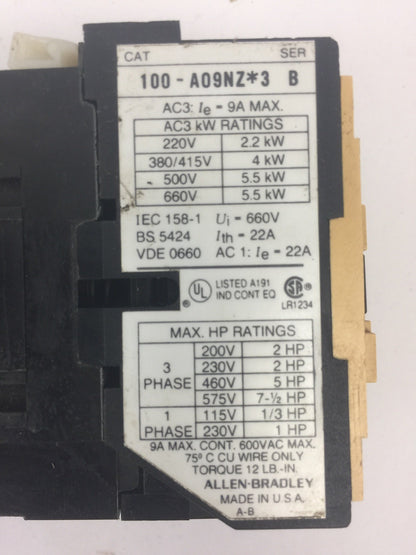 CAT SER
100-A09NZ*3 B
AC3: Ie = 9A MAX.
AC3 kW RATINGS
220V 2.2 kW
380/415V 4 kW
500V 5.5 kW
660V 5.5 kW
IEC 158-1 Ui = 660V
BS 5424 Ith = 22A
VDE 0660 AC 1: Ie = 22A
UL ® LISTED A191 IND CONT EQ SA ® LR1234
MAX. HP RATINGS
3 PHASE
200V 2 HP
230V 2 HP
460V 5 HP
575V 7-½ HP
1 PHASE
115V 1/3 HP
230V 1 HP
9A MAX. CONT. 600VAC MAX.
75° C CU WIRE ONLY
TORQUE 12 LB.-IN.
ALLEN-BRADLEY
MADE IN U.S.A.
A-B